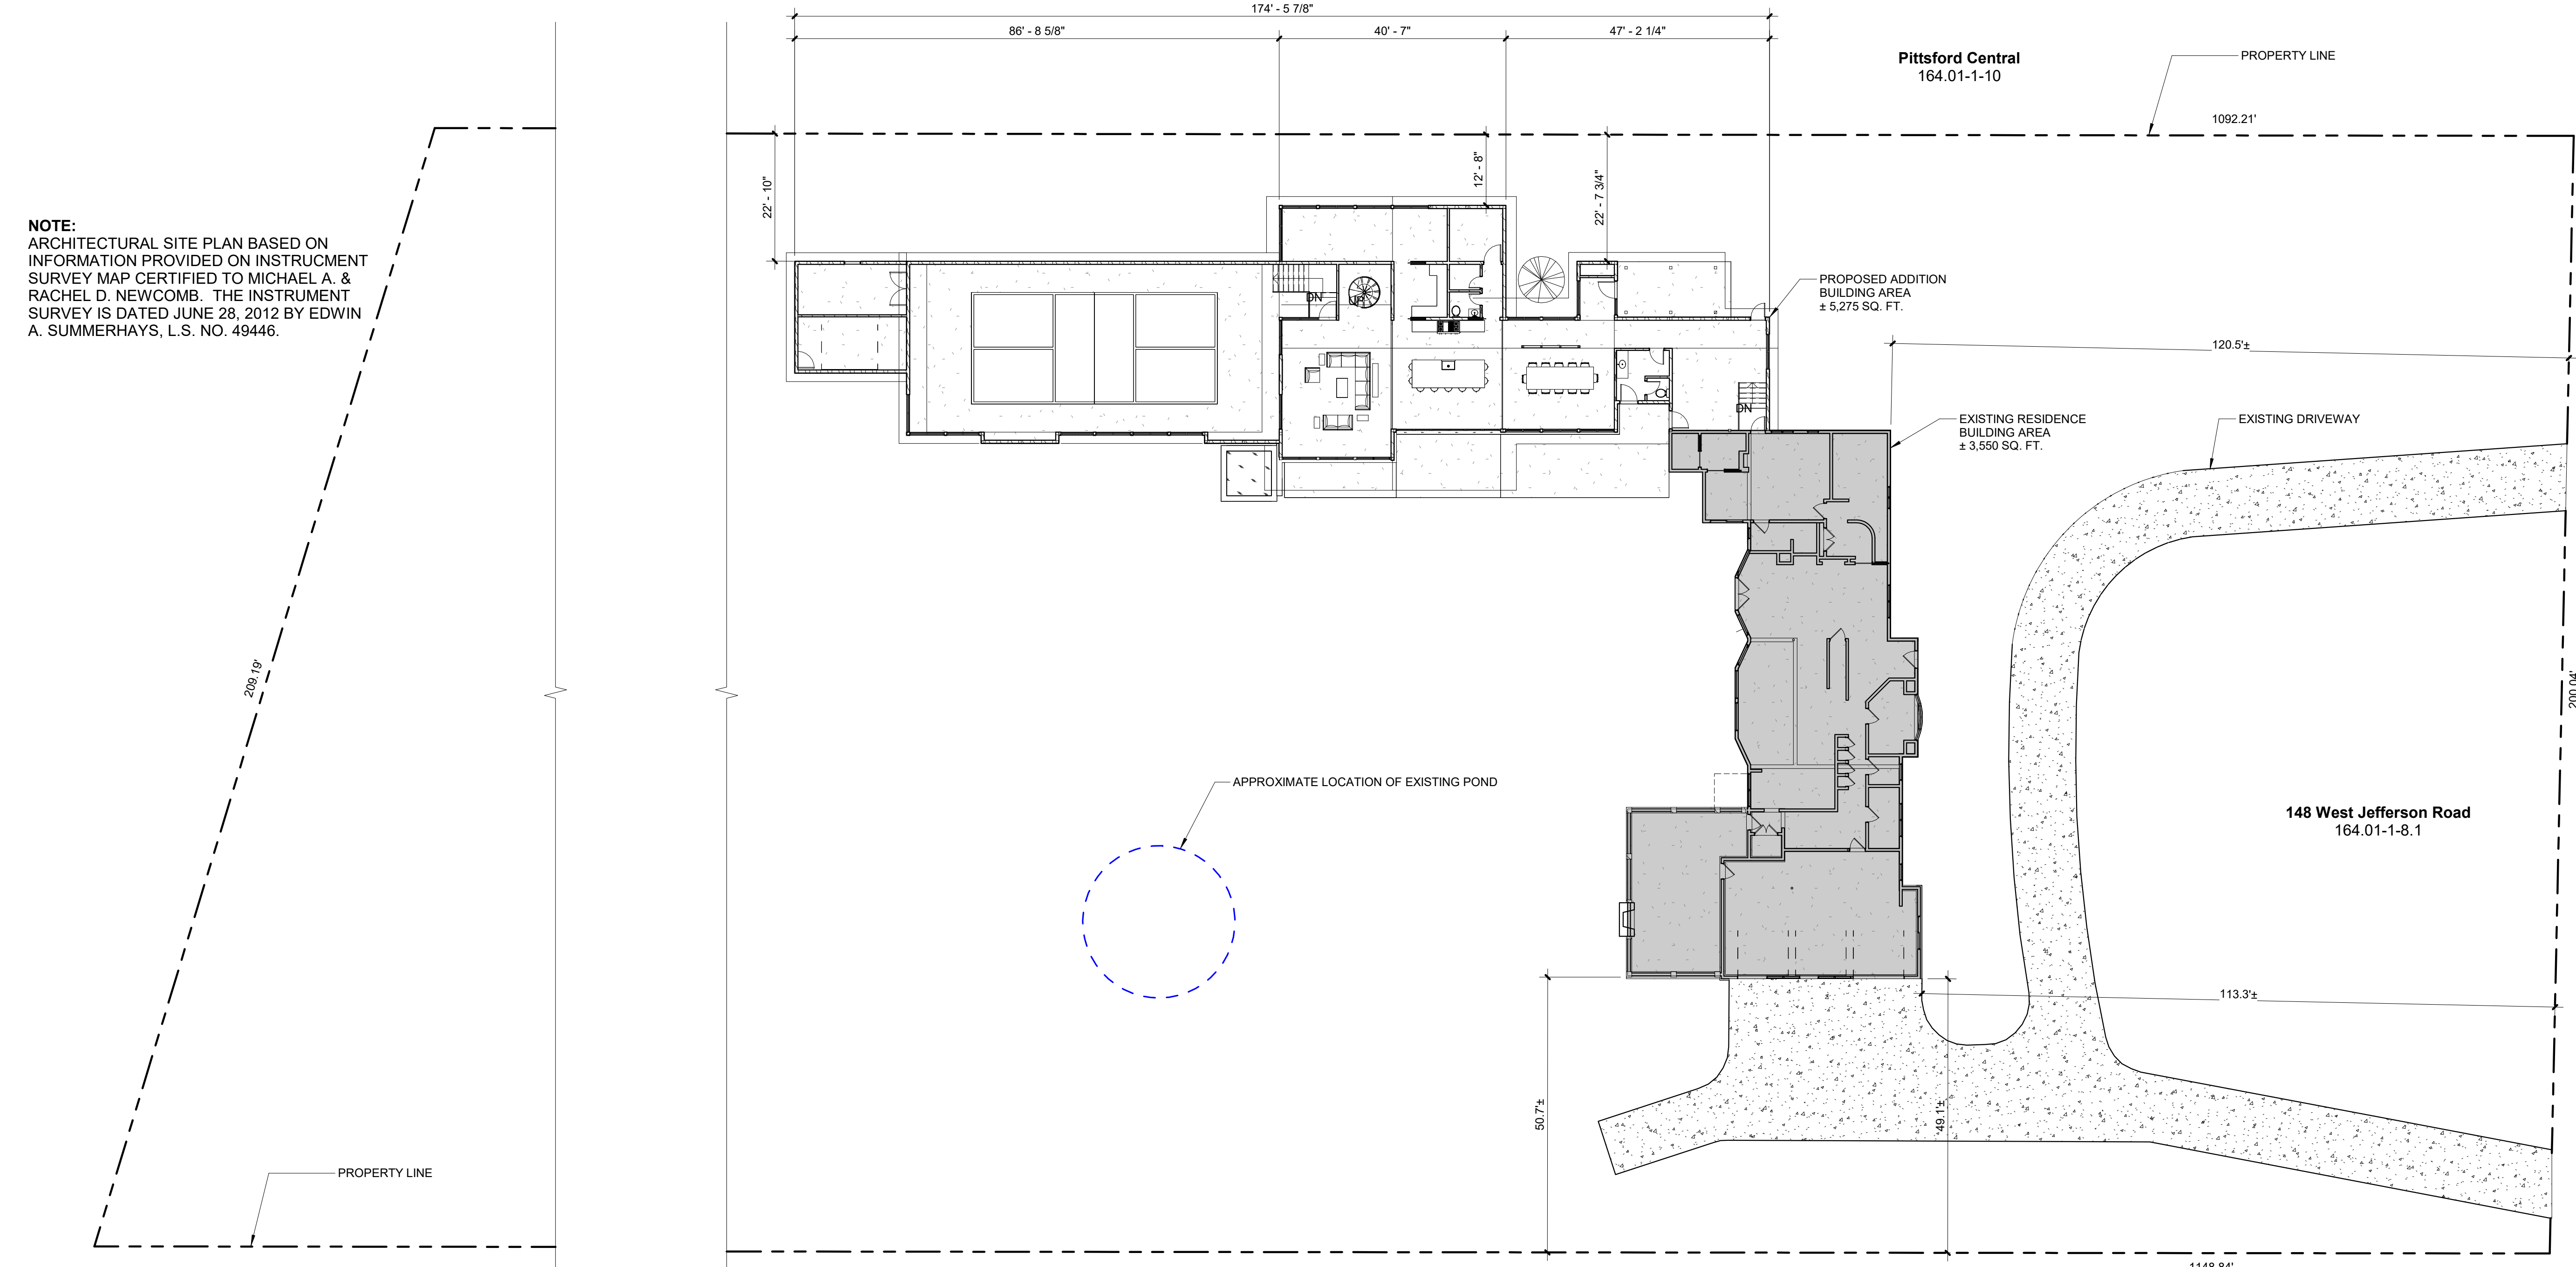 174' - 5 7/8"
86' - 8 5/8"
40' - 7"
47' - 2 1/4"
Pittsford Central
164.01-1-10
PROPERTY LINE
1092.21'
22' - 10"
12' - 8"
22' - 7 3/4"
NOTE:
ARCHITECTURAL SITE PLAN BASED ON
INFORMATION PROVIDED ON INSTRUCMENT
SURVEY MAP CERTIFIED TO MICHAEL A. &
RACHEL D. NEWCOMB.  THE INSTRUMENT
SURVEY IS DATED JUNE 28, 2012 BY EDWIN
A. SUMMERHAYS, L.S. NO. 49446.
PROPOSED ADDITION
BUILDING AREA
± 5,275 SQ. FT.
DN
120.5'±
DN
EXISTING RESIDENCE
BUILDING AREA
± 3,550 SQ. FT.
EXISTING DRIVEWAY
209.19'
200.04'
APPROXIMATE LOCATION OF EXISTING POND
148 West Jefferson Road
164.01-1-8.1
113.3'±
50.7'±
49.1'±
PROPERTY LINE
1148.84'